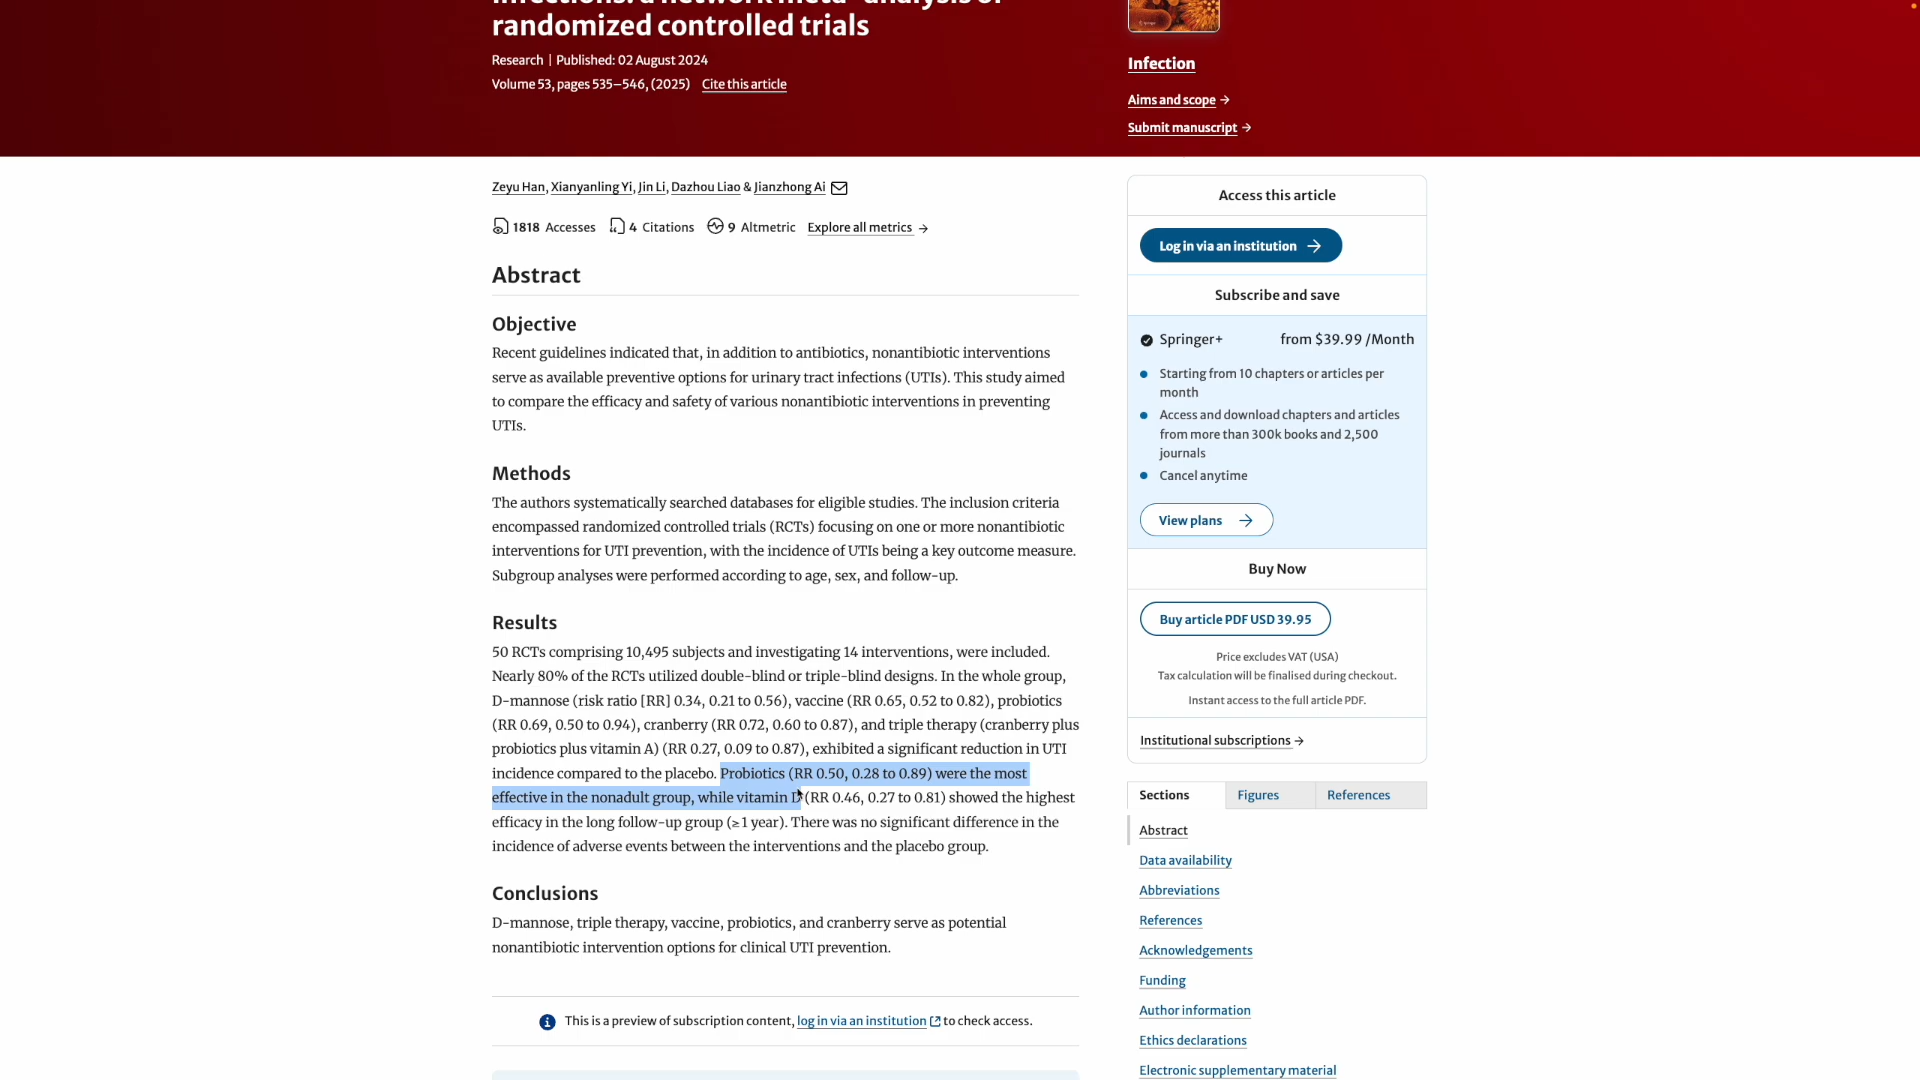 randomized controlled trials
Research | Published: 02 August 2024
Volume 53, pages 535–546, (2025) Cite this article
Infection
Aims and scope →
Submit manuscript →
Zeyu Han, Xianyanling Yi, Jin Li, Dazhou Liao & Jianzhong Ai
1818 Accesses 4 Citations 9 Altmetric Explore all metrics →
Abstract
Objective
Recent guidelines indicated that, in addition to antibiotics, nonantibiotic interventions
serve as available preventive options for urinary tract infections (UTIs). This study aimed
to compare the efficacy and safety of various nonantibiotic interventions in preventing
UTIs.
Methods
The authors systematically searched databases for eligible studies. The inclusion criteria
encompassed randomized controlled trials (RCTs) focusing on one or more nonantibiotic
interventions for UTI prevention, with the incidence of UTIs being a key outcome measure.
Subgroup analyses were performed according to age, sex, and follow-up.
Results
50 RCTs comprising 10,495 subjects and investigating 14 interventions, were included.
Nearly 80% of the RCTs utilized double-blind or triple-blind designs. In the whole group,
D-mannose (risk ratio [RR] 0.34, 0.21 to 0.56), vaccine (RR 0.65, 0.52 to 0.82), probiotics
(RR 0.69, 0.50 to 0.94), cranberry (RR 0.72, 0.60 to 0.87), and triple therapy (cranberry plus
probiotics plus vitamin A) (RR 0.27, 0.09 to 0.87), exhibited a significant reduction in UTI
incidence compared to the placebo. Probiotics (RR 0.50, 0.28 to 0.89) were the most
effective in the nonadult group, while vitamin D (RR 0.46, 0.27 to 0.81) showed the highest
efficacy in the long follow-up group (≥ 1 year). There was no significant difference in the
incidence of adverse events between the interventions and the placebo group.
Conclusions
D-mannose, triple therapy, vaccine, probiotics, and cranberry serve as potential
nonantibiotic intervention options for clinical UTI prevention.
This is a preview of subscription content, log in via an institution to check access.
Access this article
Log in via an institution →
Subscribe and save
Springer+ from $39.99 /Month
Starting from 10 chapters or articles per
month
Access and download chapters and articles
from more than 300k books and 2,500
journals
Cancel anytime
View plans →
Buy Now
Buy article PDF USD 39.95
Price excludes VAT (USA)
Tax calculation will be finalised during checkout.
Instant access to the full article PDF.
Institutional subscriptions →
Sections Figures References
Abstract
Data availability
Abbreviations
References
Acknowledgements
Funding
Author information
Ethics declarations
Electronic supplementary material